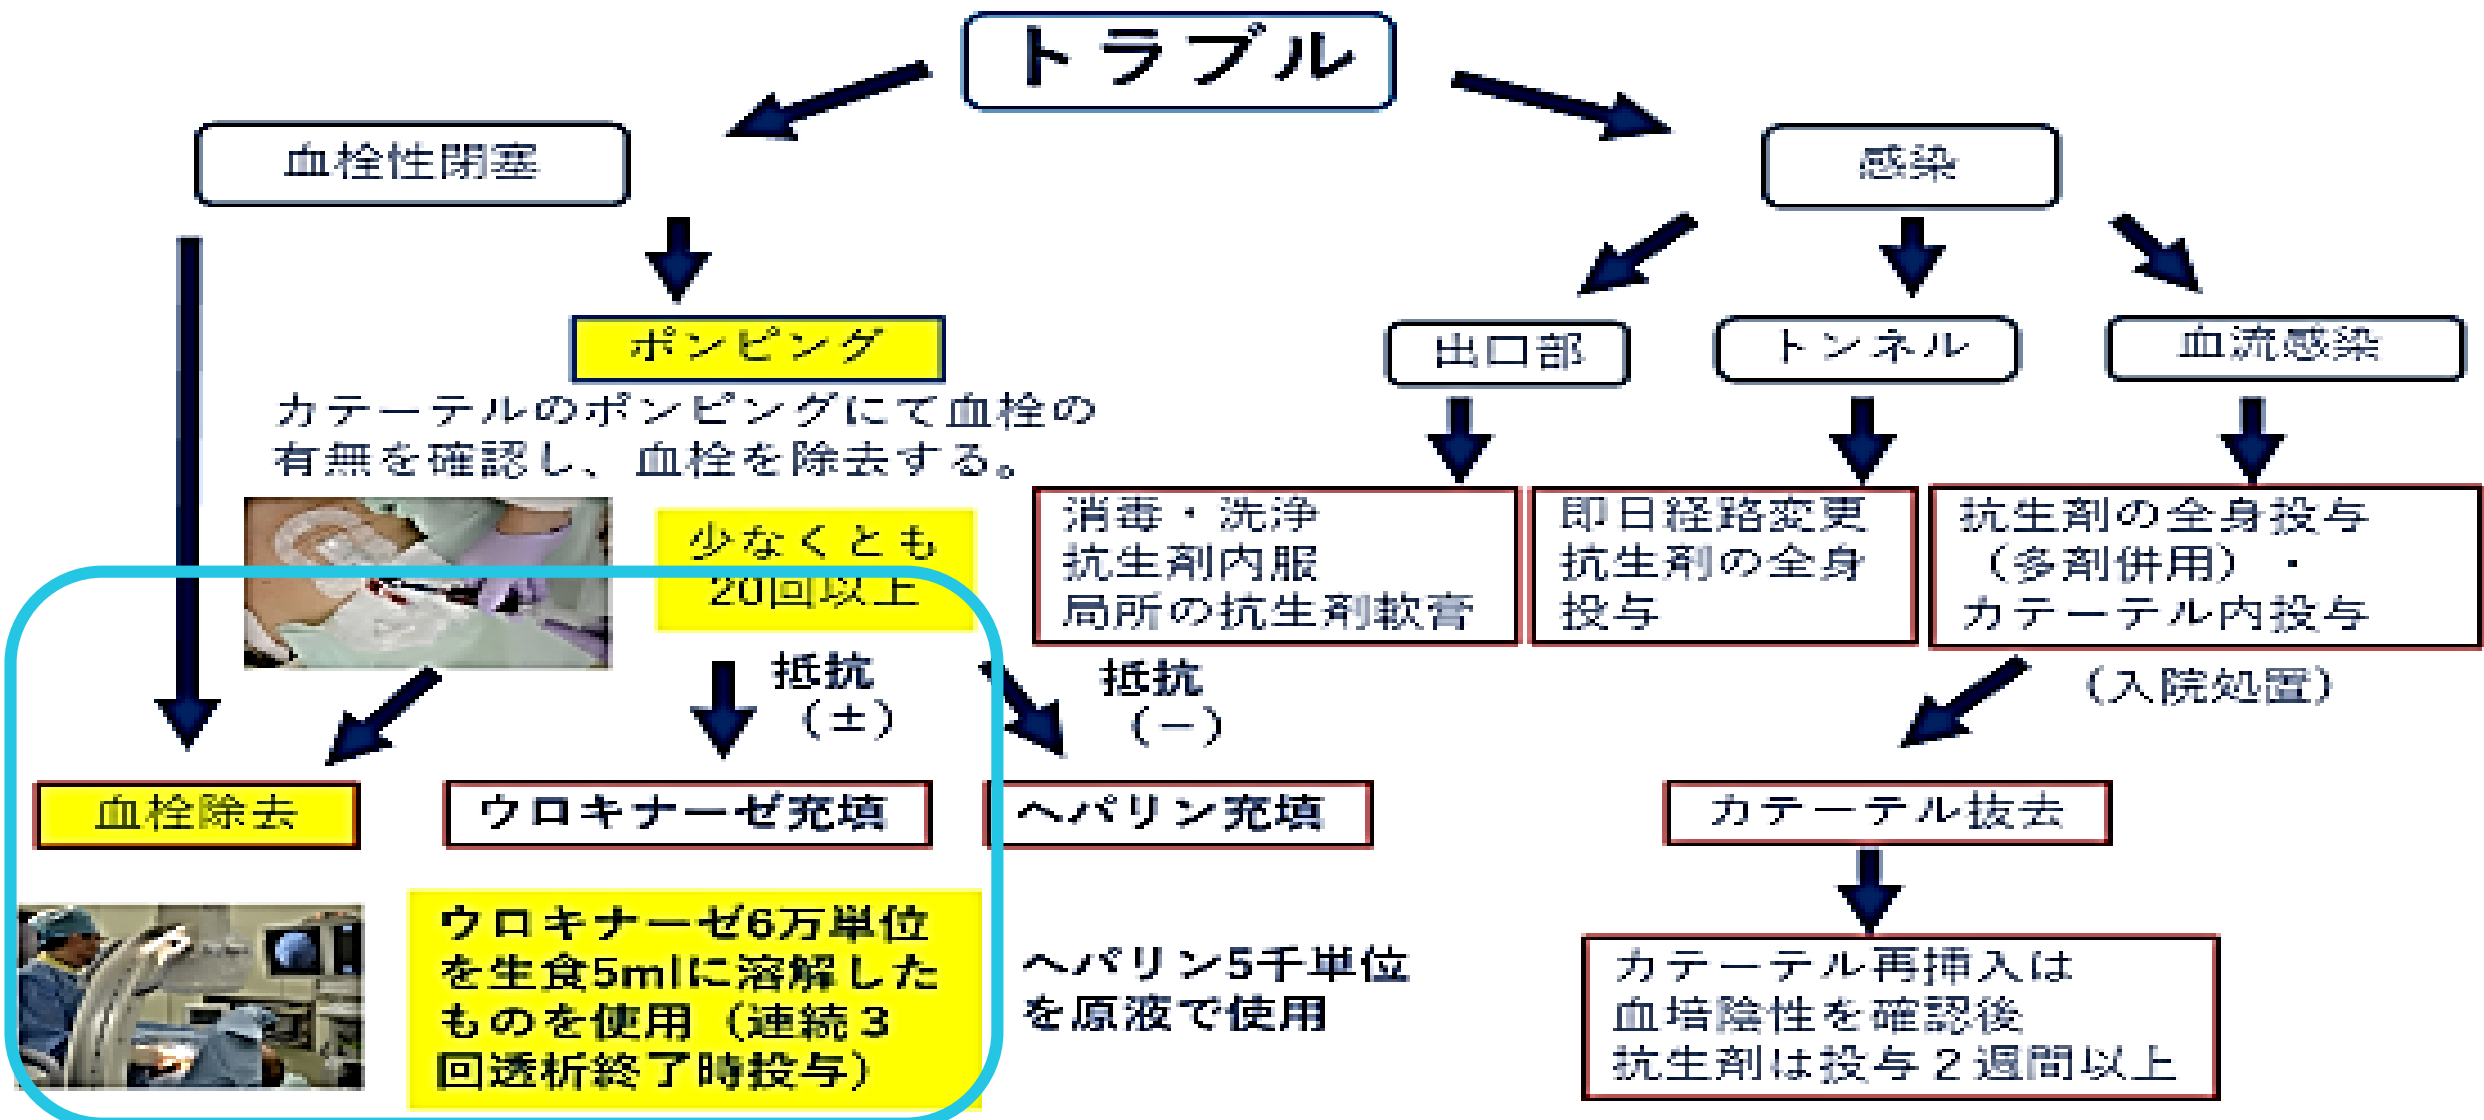 トラブル
血栓性閉塞
感染
ポンピング
カテーテルのポンピングにて血栓の
有無を確認し、血栓を除去する。
少なくとも
20回以上
抵抗
（±）
抵抗
（−）
血栓除去
ウロキナーゼ充填
ヘパリン充填
ウロキナーゼ6万単位
を生食5mlに溶解した
ものを使用（連続３
回透析終了時投与）
ヘパリン5千単位
を原液で使用
出口部
トンネル
血流感染
消毒・洗浄
抗生剤内服
局所の抗生剤軟膏
即日経路変更
抗生剤の全身
投与
抗生剤の全身投与
（多剤併用）・
カテーテル内投与
（入院処置）
カテーテル抜去
カテーテル再挿入は
血培陰性を確認後
抗生剤は投与２週間以上